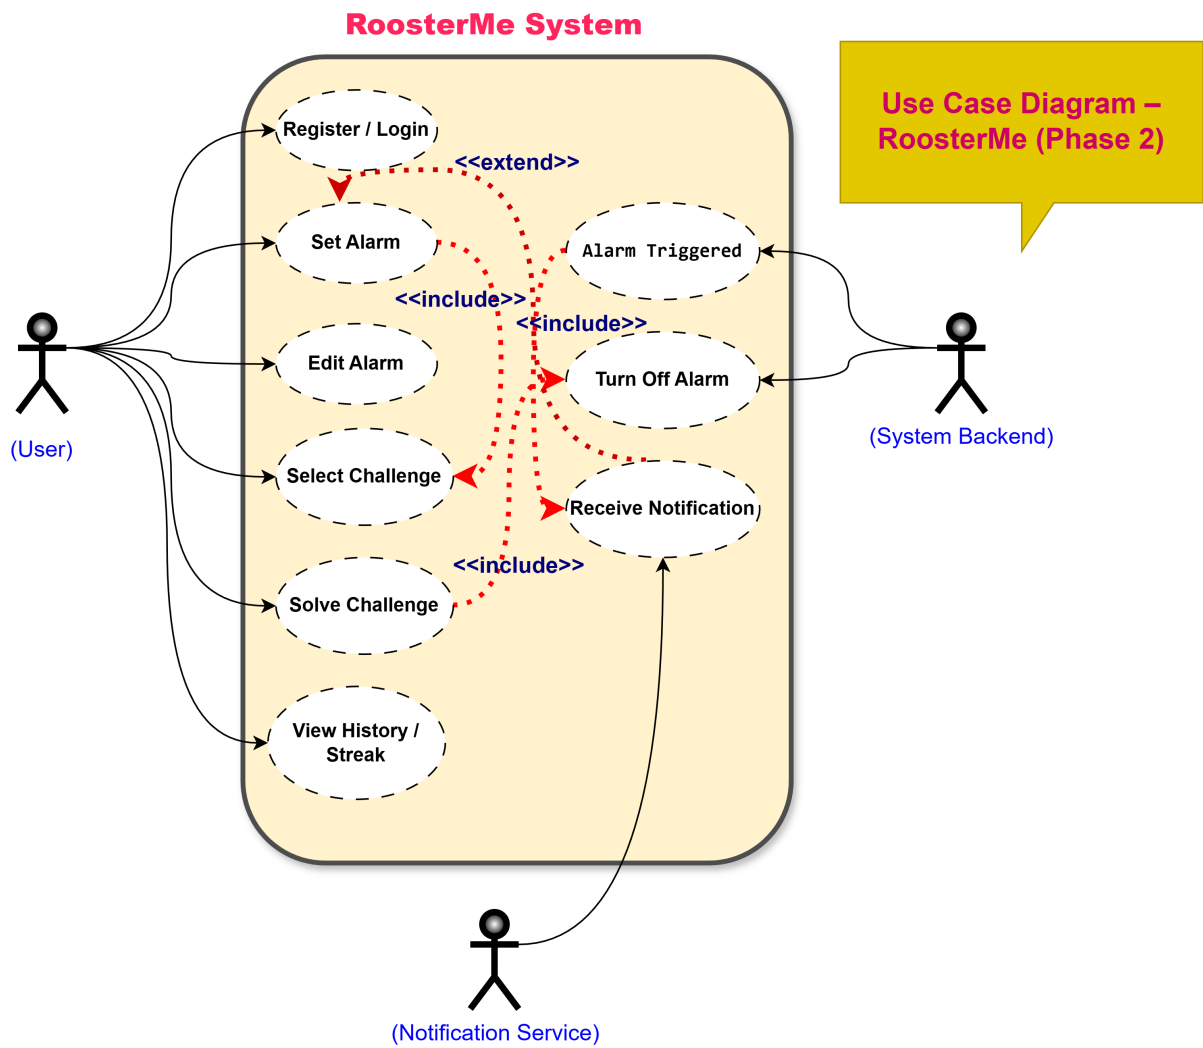 RoosterMe System
Use Case Diagram –
RoosterMe (Phase 2)
Register / Login
<<extend>>
Set Alarm
Alarm Triggered
<<include>>
<<include>>
Edit Alarm
Turn Off Alarm
(User)
(System Backend)
Select Challenge
Receive Notification
<<include>>
Solve Challenge
View History /
Streak
(Notification Service)